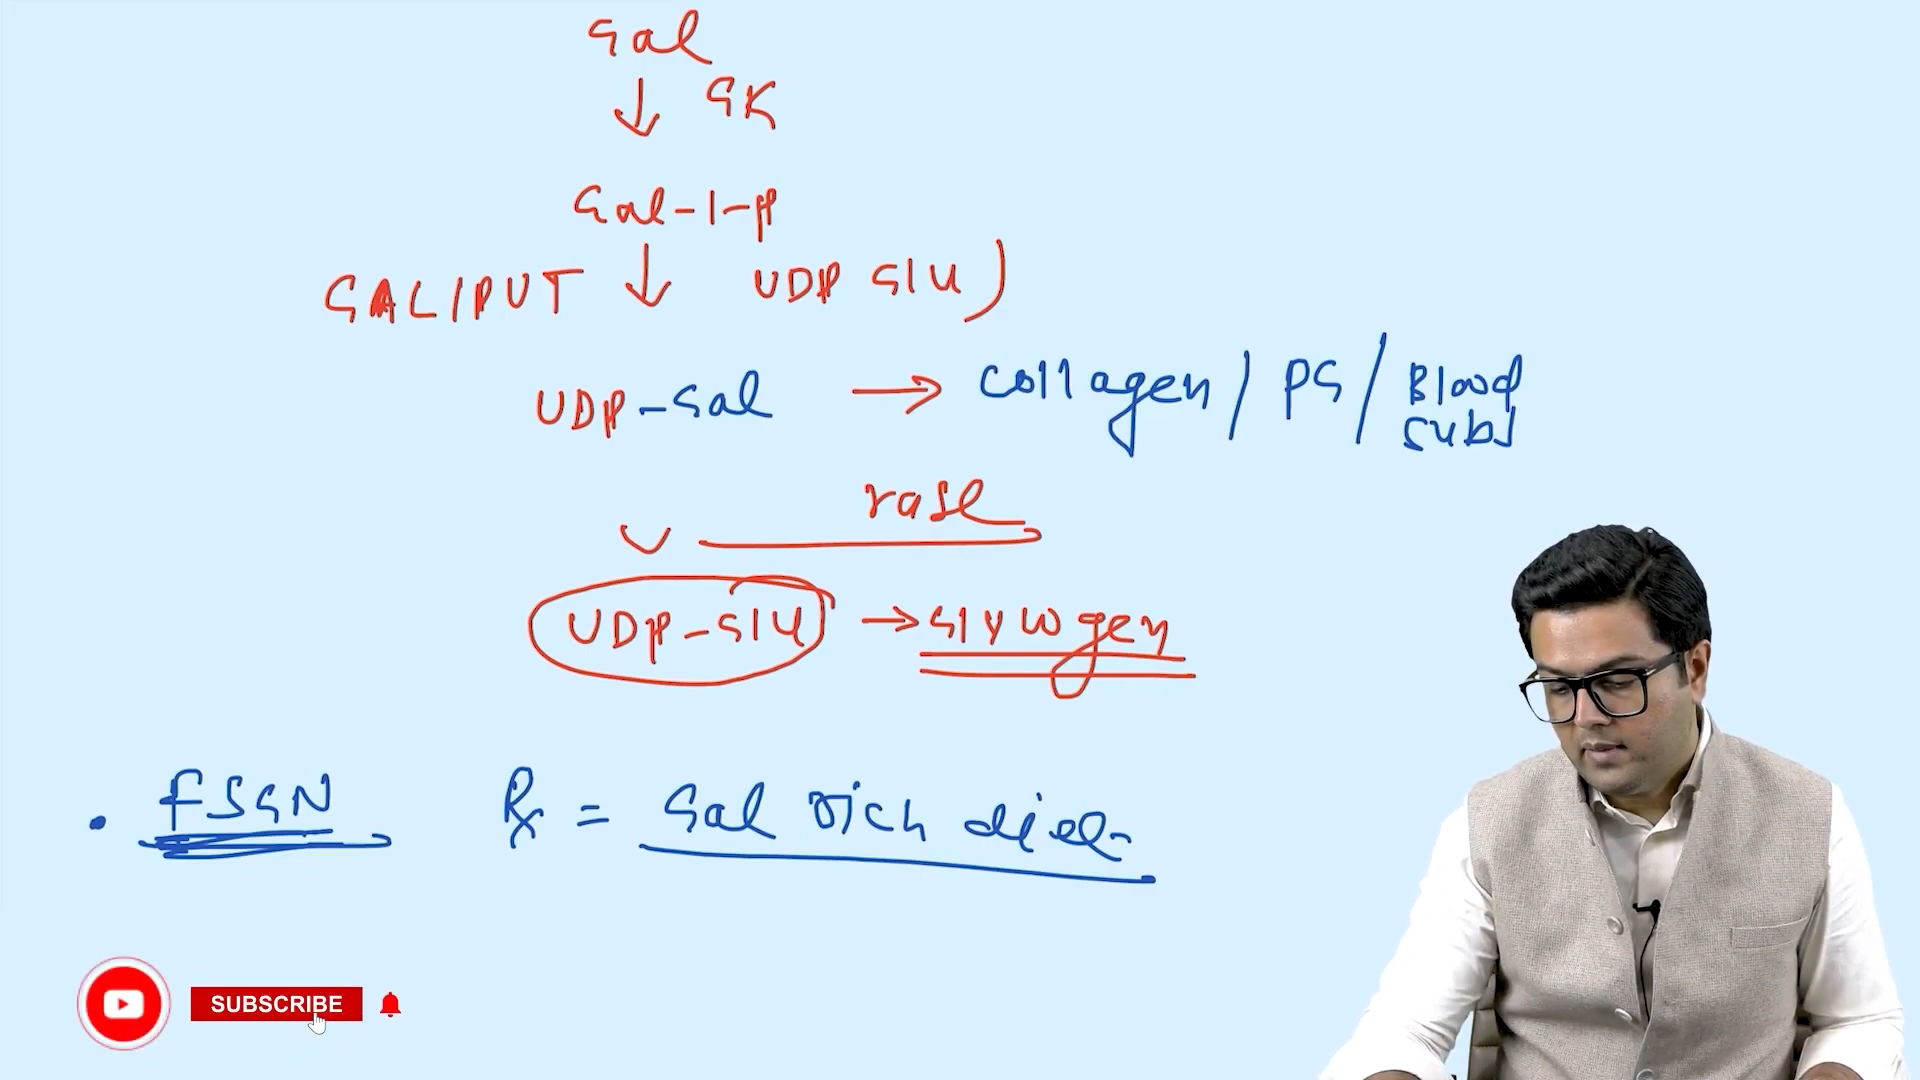 Gal
↓ GK
Gal-1-P
GALIPUT ↓ UDP Glu)
UDP-Gal → collagen / PG / Blood
Subs
rase
UDP-Glu → Glycogen
. FSGN Rx = Gal rich diet
SUBSCRIBE